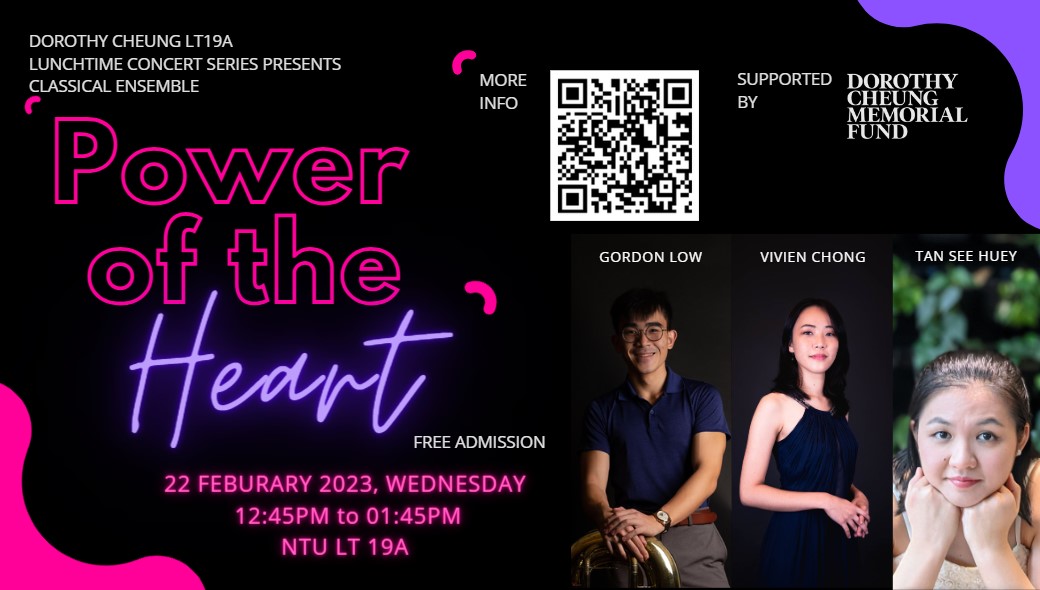 DOROTHY CHEUNG LT19A
LUNCHTIME CONCERT SERIES PRESENTS
CLASSICAL ENSEMBLE
Power
of the
Heart
FREE ADMISSION
22 FEBURARY 2023, WEDNESDAY
12:45PM to 01:45PM
NTU LT 19A
MORE
INFO
SUPPORTED
BY
DOROTHY
CHEUNG
MEMORIAL
FUND
GORDON LOW
VIVIEN CHONG
TAN SEE HUEY